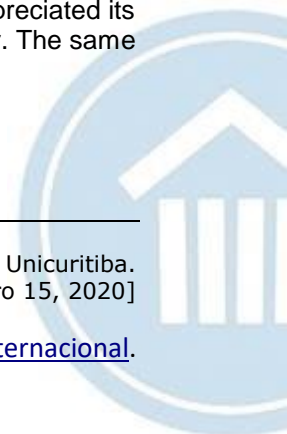 preciated its
. The same
Unicuritiba.
ro 15, 2020]
ternacional.